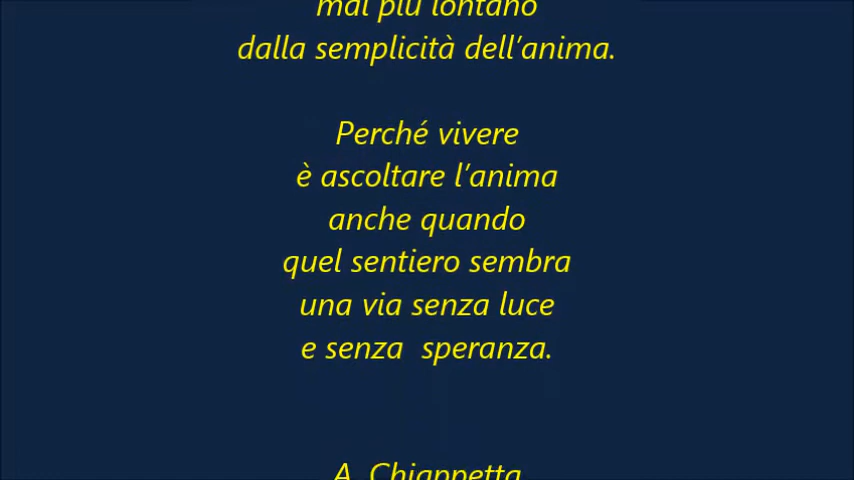 mai più lontano
dalla semplicità dell’anima.
Perché vivere
è ascoltare l’anima
anche quando
quel sentiero sembra
una via senza luce
e senza  speranza.
A. Chiappetta